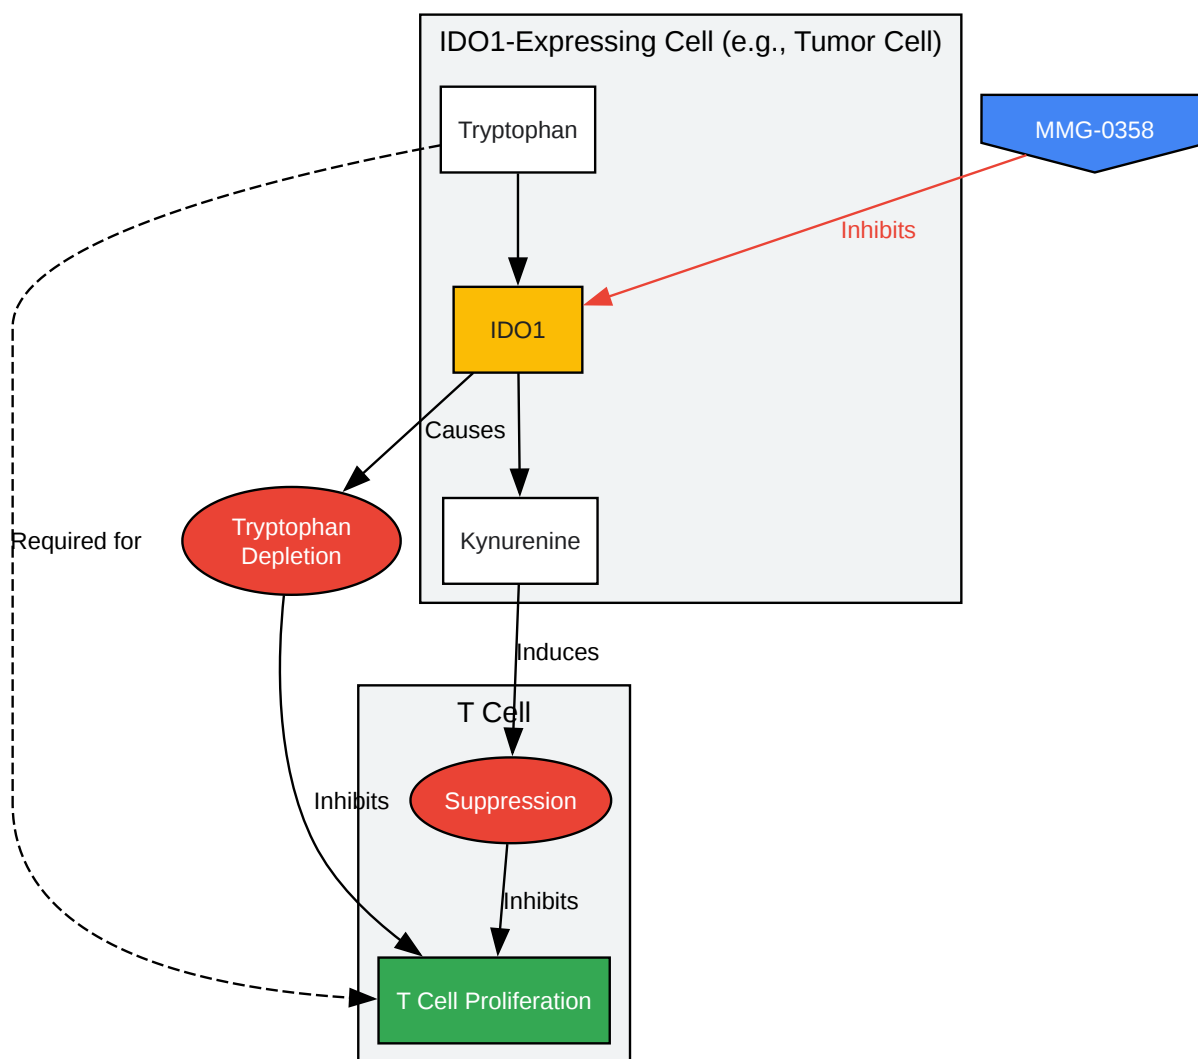 IDO1-Expressing Cell (e.g., Tumor Cell)
Tryptophan
MMG-0358
Inhibits
IDO1
Causes
Tryptophan
Depletion
Kynurenine
Required for
Induces
T Cell
Suppression
Inhibits
Inhibits
T Cell Proliferation